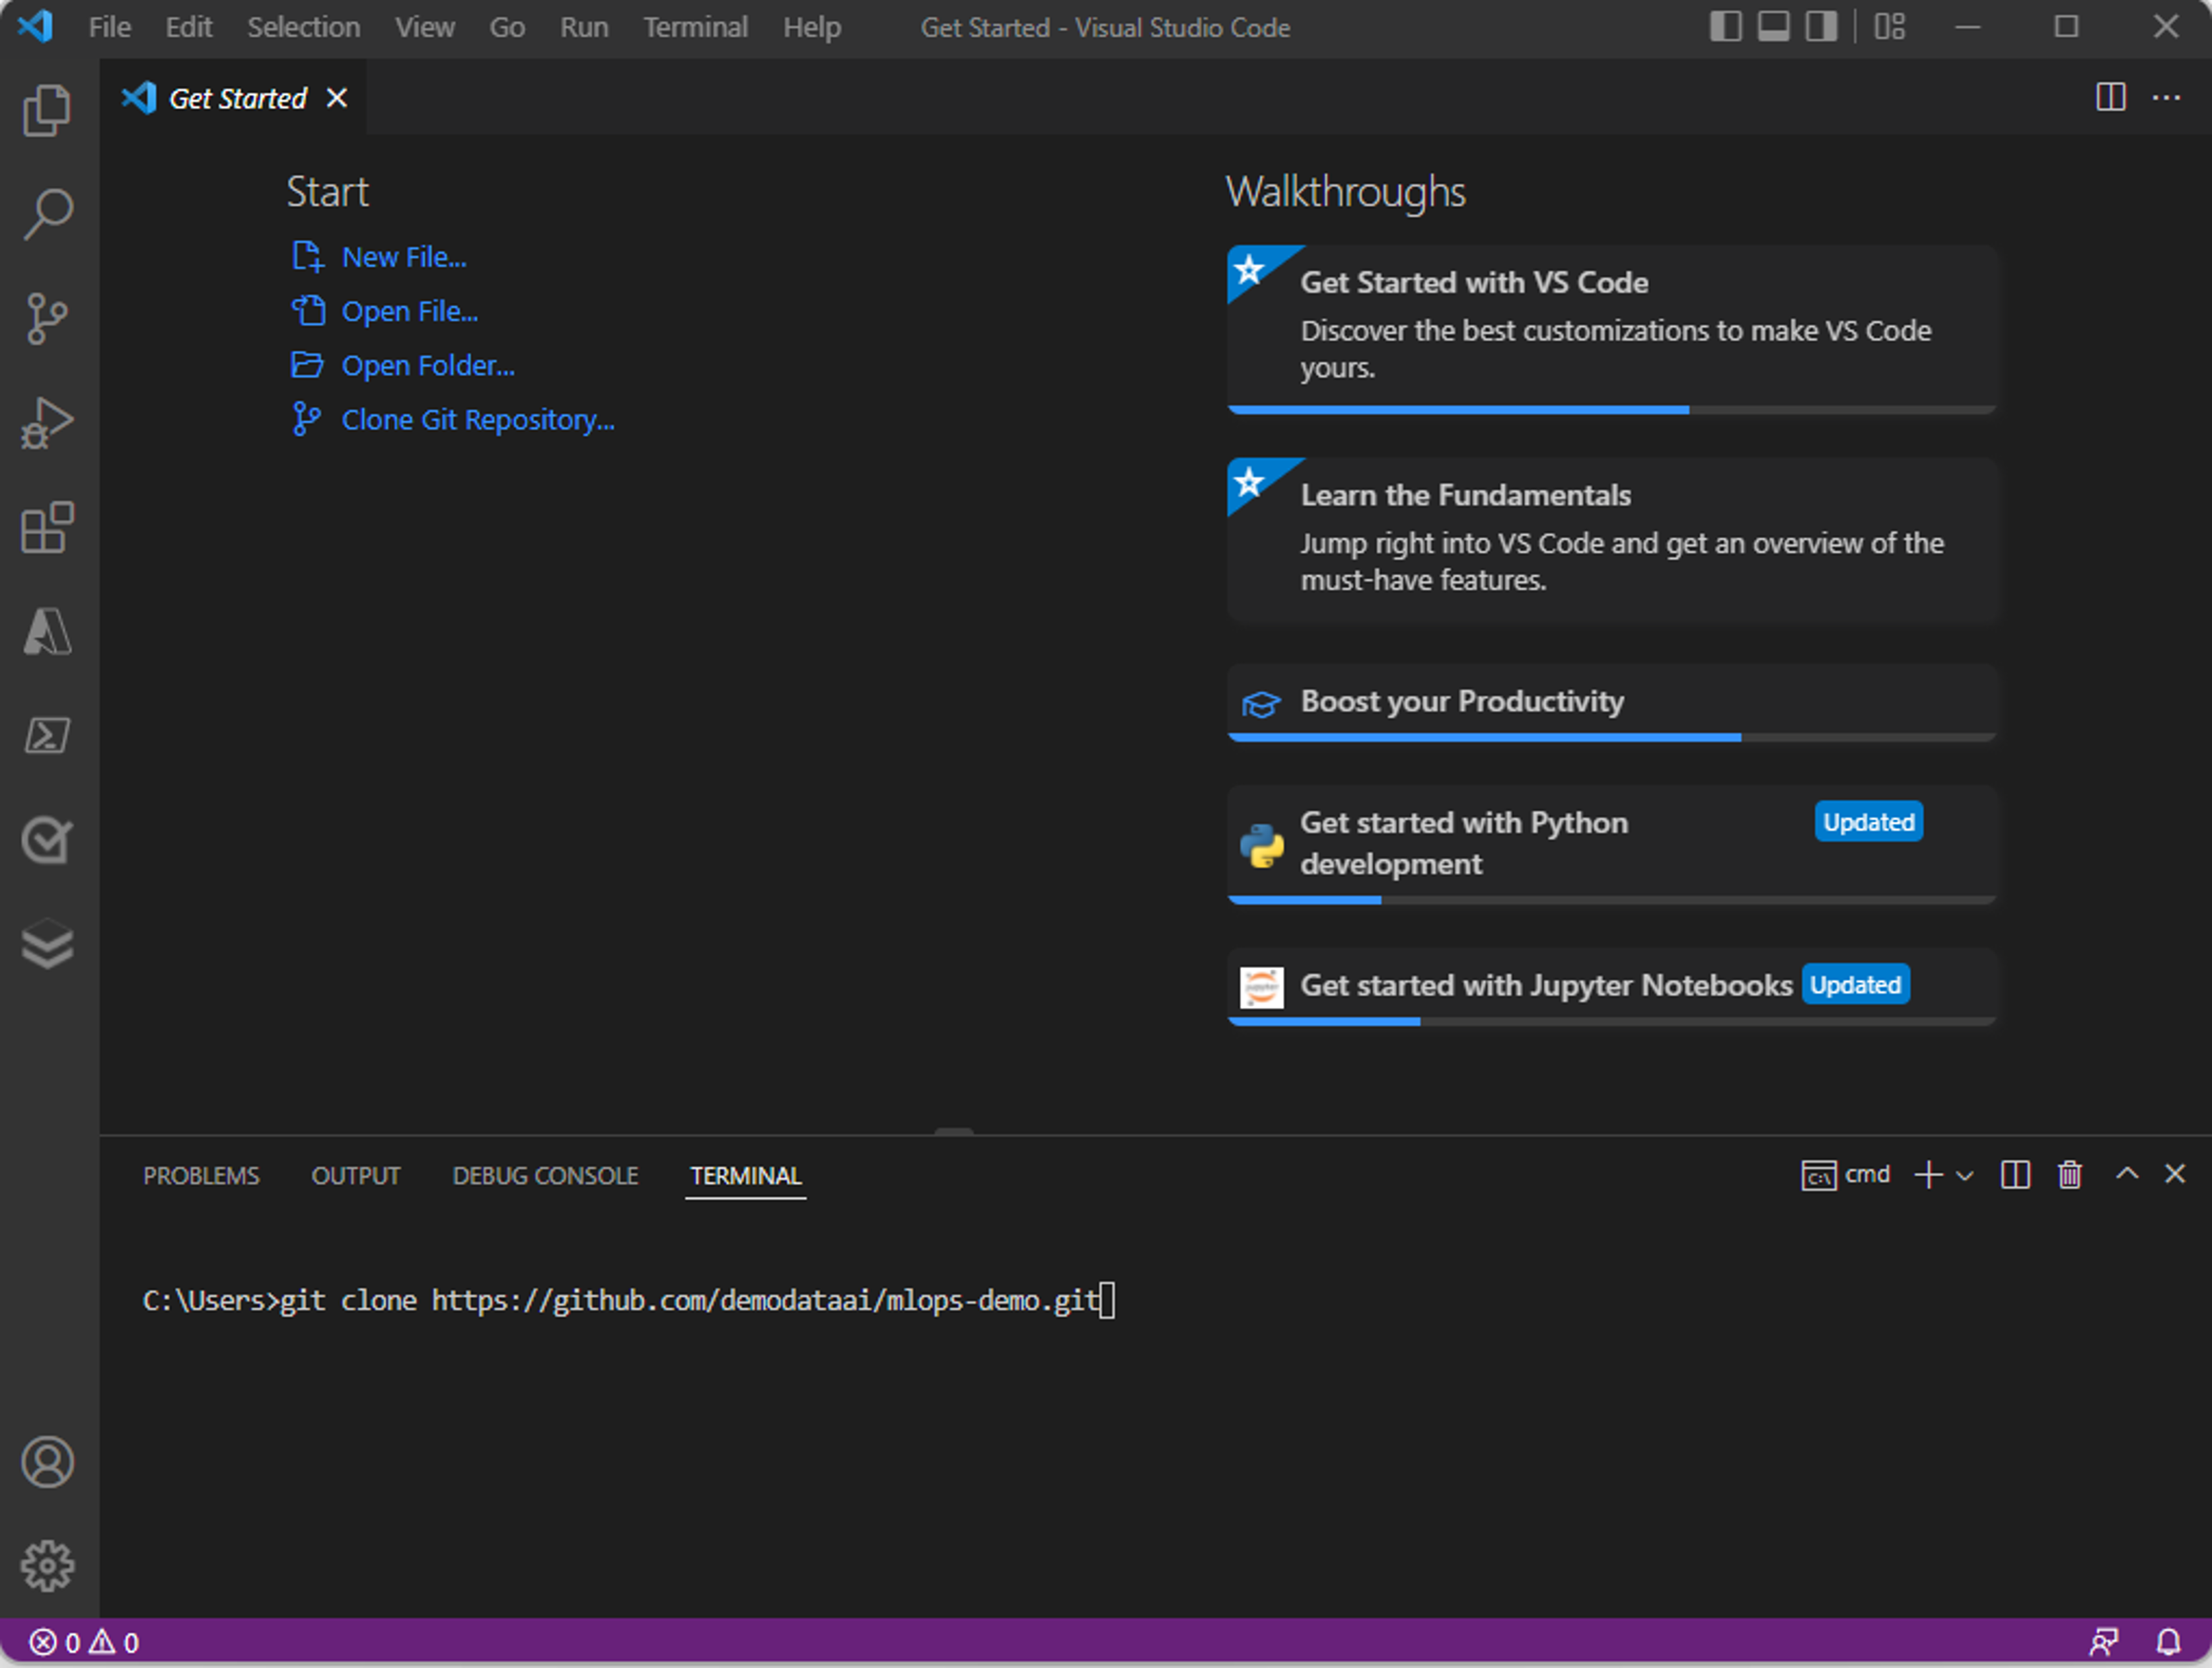 File Edit Selection View Go Run Terminal Help Get Started - Visual Studio Code
Get Started
Start
New File...
Open File...
Open Folder...
Clone Git Repository...
Walkthroughs
Get Started with VS Code
Discover the best customizations to make VS Code
yours.
Learn the Fundamentals
Jump right into VS Code and get an overview of the
must-have features.
Boost your Productivity
Get started with Python
development
Updated
Get started with Jupyter Notebooks Updated
PROBLEMS OUTPUT DEBUG CONSOLE TERMINAL cmd
C:\Users>git clone https://github.com/demodataai/mlops-demo.git
0 0